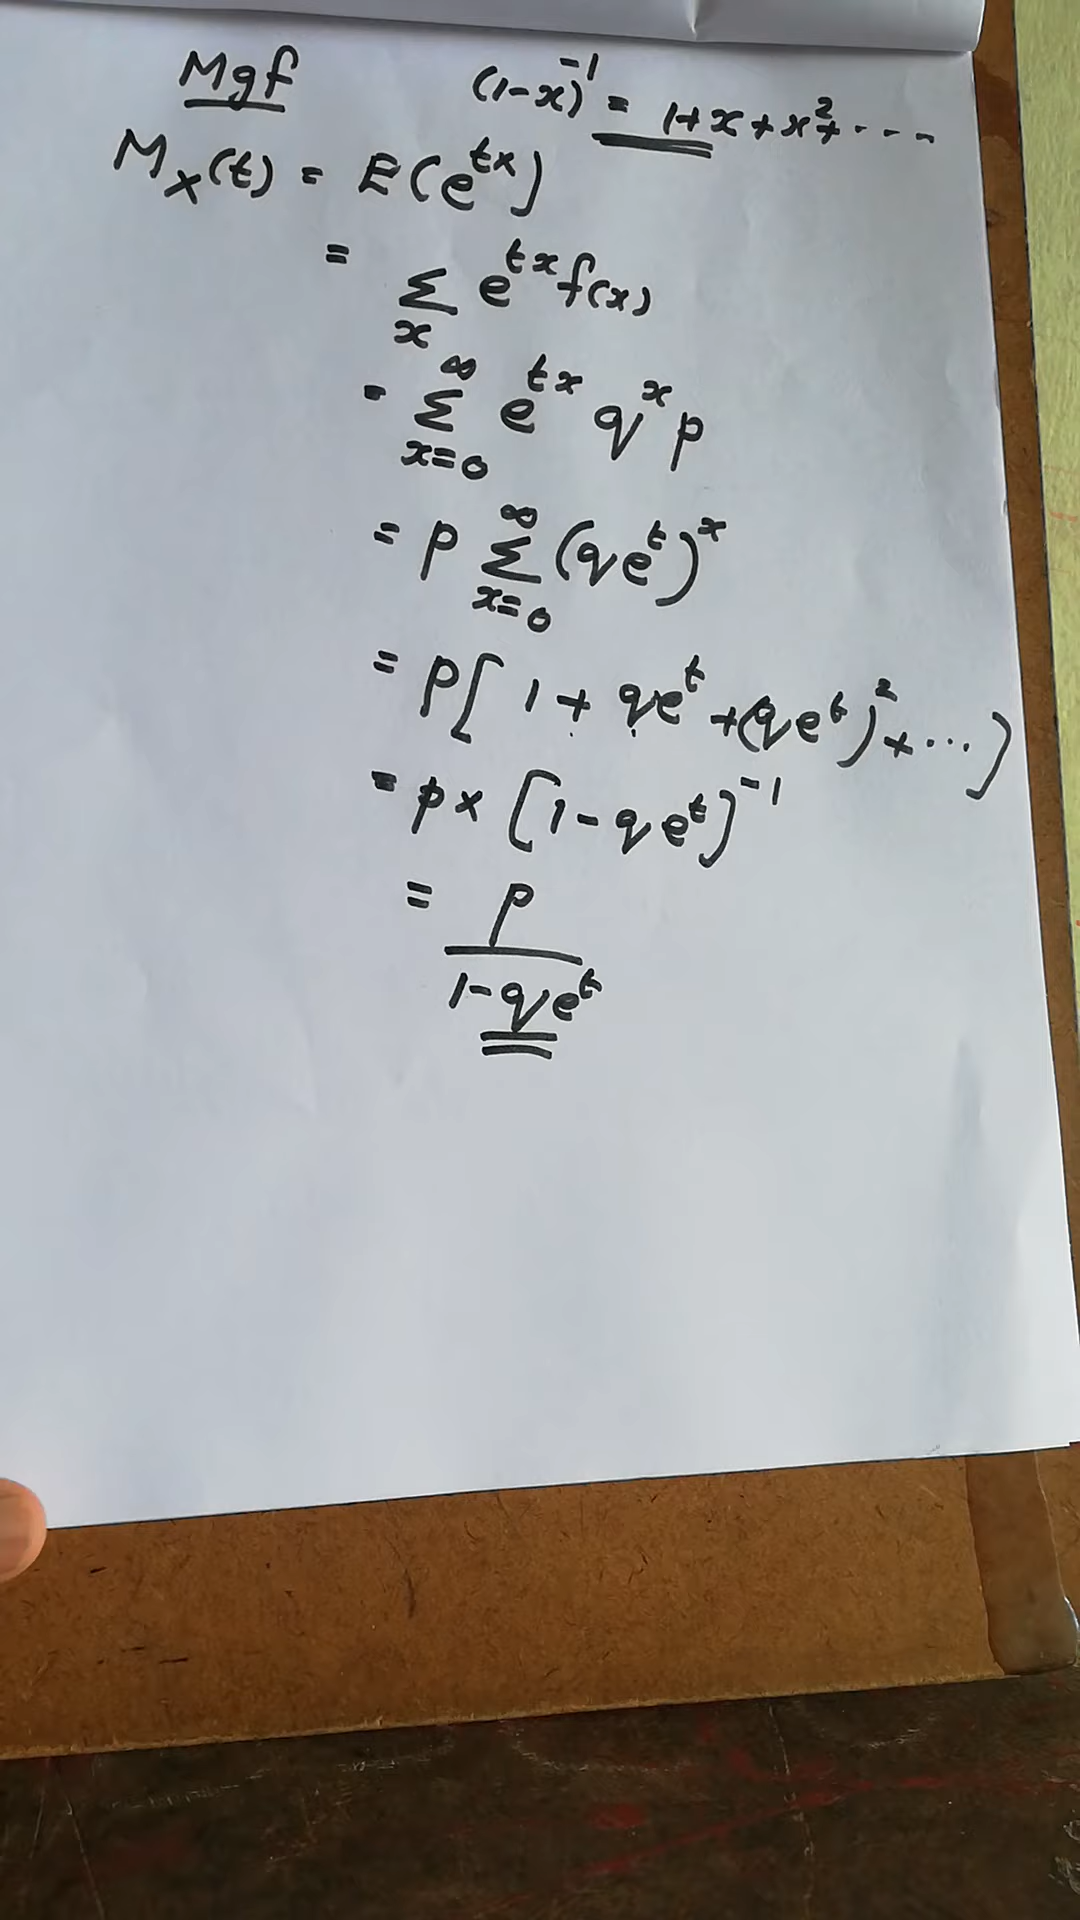 Mgf (1-x)⁻¹ = 1+x+x²+----
M_X(t) = E(e^{tx})
= Σ_x e^{tx} f(x)
= Σ_{x=0}^{∞} e^{tx} q^x p
= p Σ_{x=0}^{∞} (qe^t)^x
= p[1+qe^t+(qe^t)²+...]
= p× [1-qe^t]⁻¹
= p
1-qe^t